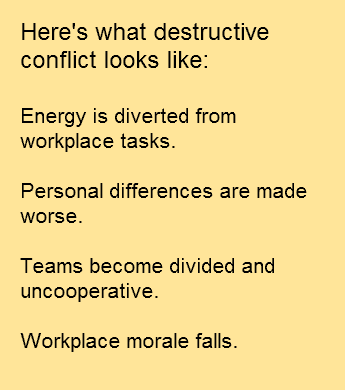 Here's what destructive
conflict looks like:
Energy is diverted from
workplace tasks.
Personal differences are made
worse.
Teams become divided and
uncooperative.
Workplace morale falls.